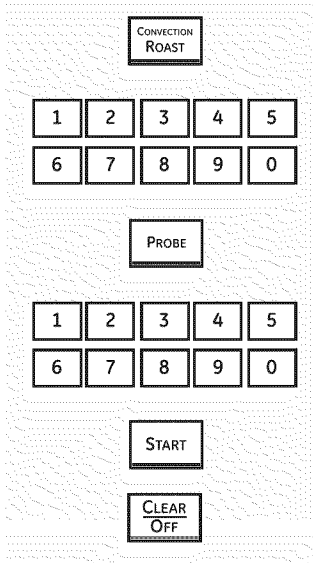 CONVECTION
ROAST
1 2 3 4 5
6 7 8 9 0
PROBE
1 2 3 4 5
6 7 8 9 0
START
CLEAR
OFF